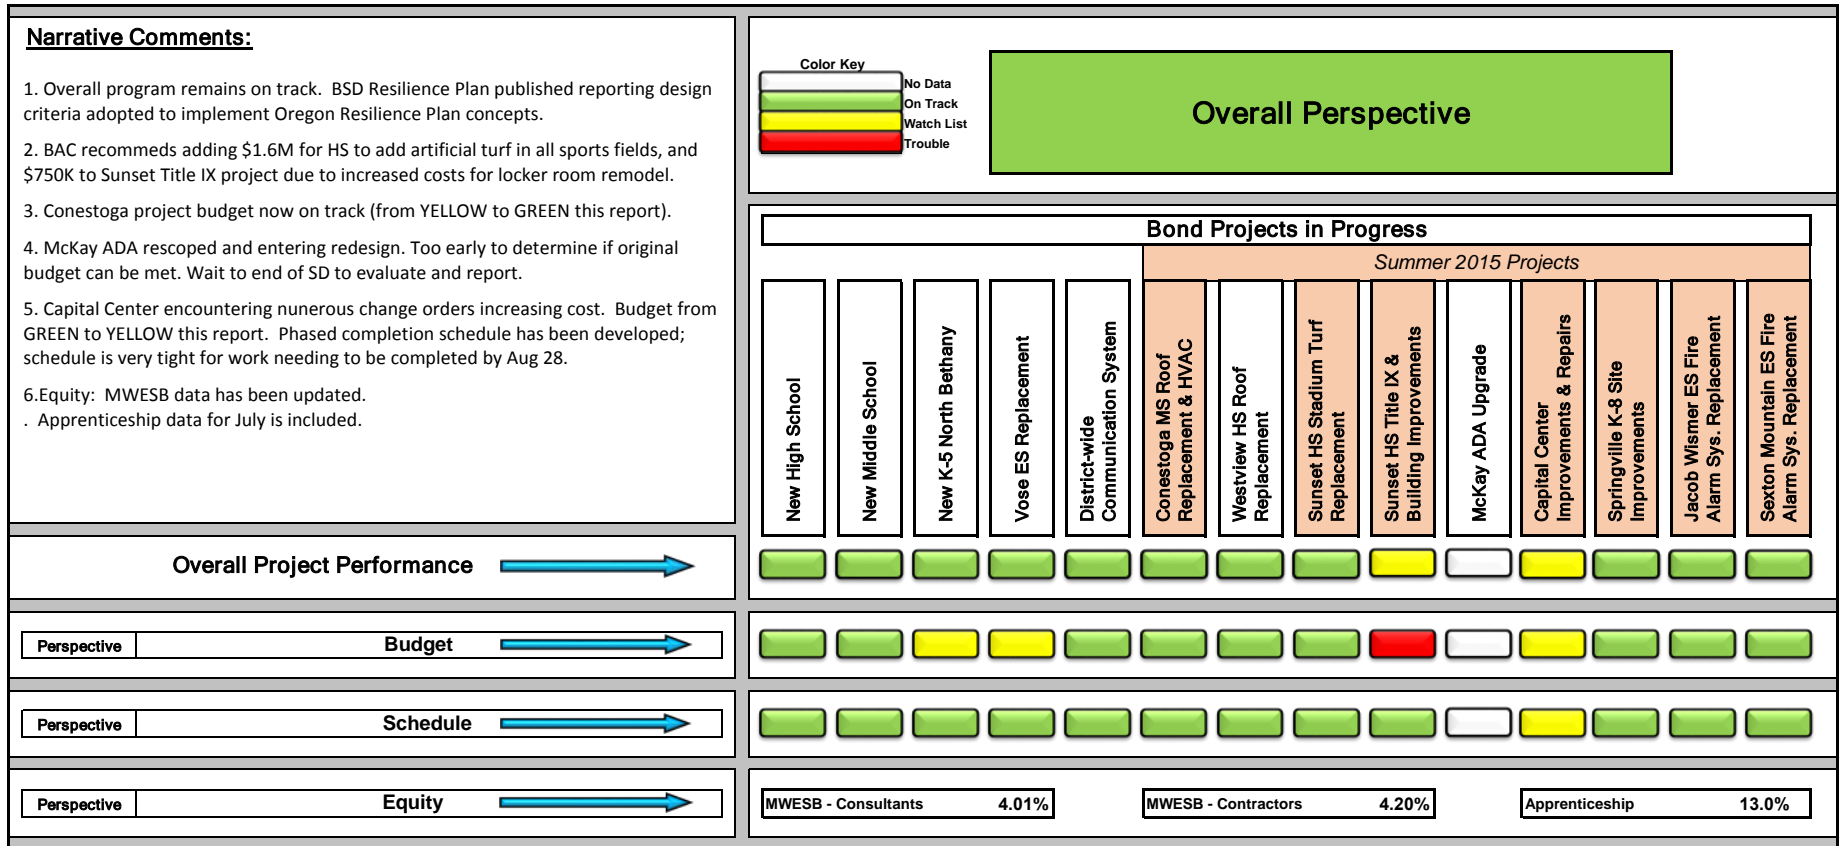 Narrative Comments:
1. Overall program remains on track.  BSD Resilience Plan published reporting design
criteria adopted to implement Oregon Resilience Plan concepts.
2. BAC recommeds adding $1.6M for HS to add artificial turf in all sports fields, and
$750K to Sunset Title IX project due to increased costs for locker room remodel.
3. Conestoga project budget now on track (from YELLOW to GREEN this report).
4. McKay ADA rescoped and entering redesign. Too early to determine if original
budget can be met. Wait to end of SD to evaluate and report.
5. Capital Center encountering nunerous change orders increasing cost.  Budget from
GREEN to YELLOW this report.  Phased completion schedule has been developed;
schedule is very tight for work needing to be completed by Aug 28.
6.Equity:  MWESB data has been updated.
.  Apprenticeship data for July is included.
Color Key
No Data
On Track
Watch List
Trouble
Overall Perspective
Bond Projects in Progress
Summer 2015 Projects
New High School
New Middle School
New K-5 North Bethany
Vose ES Replacement
District-wide
Communication System
Conestoga MS Roof
Replacement & HVAC
Westview HS Roof
Replacement
Sunset HS Stadium Turf
Replacement
Sunset HS Title IX &
Building Improvements
McKay ADA Upgrade
Capital Center
Improvements & Repairs
Springville K-8 Site
Improvements
Jacob Wismer ES Fire
Alarm Sys. Replacement
Sexton Mountain ES Fire
Alarm Sys. Replacement
Overall Project Performance
Perspective Budget
Perspective Schedule
Perspective Equity
MWESB - Consultants 4.01%
MWESB - Contractors 4.20%
Apprenticeship 13.0%